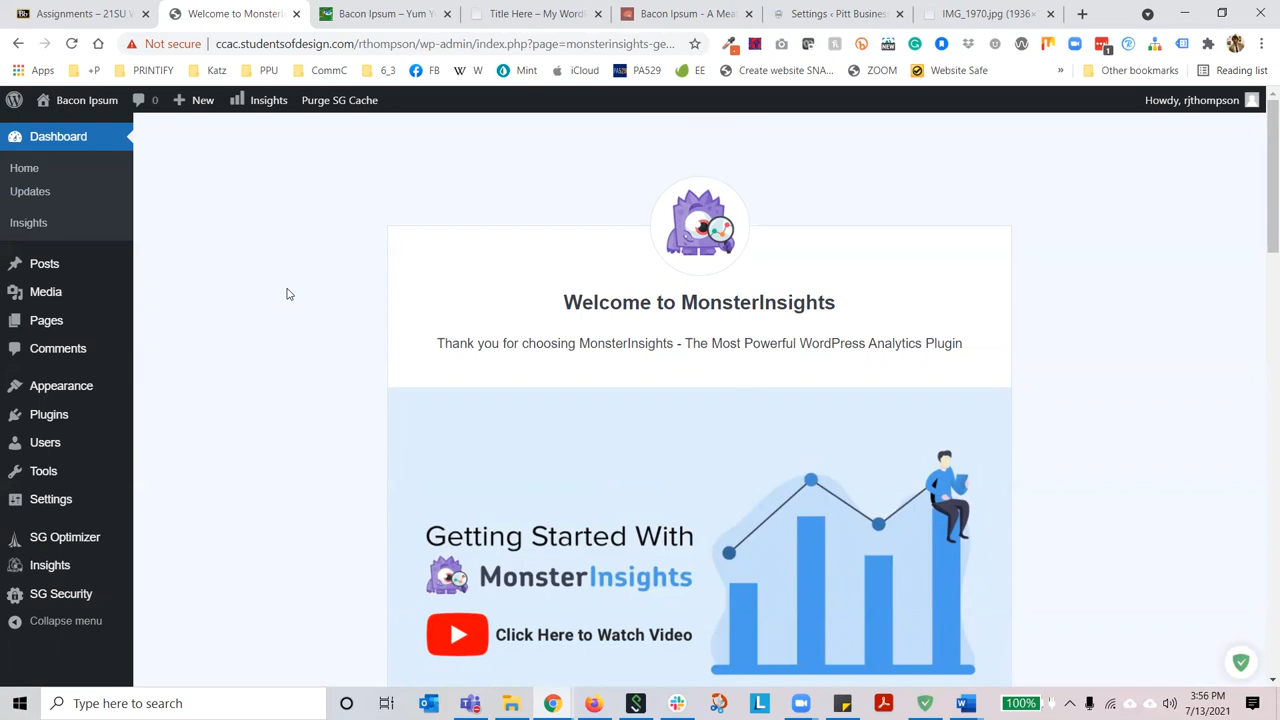 Assignments – 21SU V
Welcome to MonsterI
Bacon Ipsum – Yum Y
Title Here – My WordF
Bacon Ipsum - A Mea
Settings ‹ Pitt Business
IMG_1970.jpg (1936×
Not secure
ccac.studentsofdesign.com/rthompson/wp-admin/index.php?page=monsterinsights-ge...
Apps
+P
PRINTIFY
Katz
PPU
CommC
6_3
FB
W
Mint
iCloud
PA529
EE
Create website SNA...
ZOOM
Website Safe
»
Other bookmarks
Reading list
Bacon Ipsum
0
New
Insights
Purge SG Cache
Howdy, rjthompson
Dashboard
Home
Updates
Insights
Posts
Media
Pages
Comments
Appearance
Plugins
Users
Tools
Settings
SG Optimizer
Insights
SG Security
Collapse menu
Welcome to MonsterInsights
Thank you for choosing MonsterInsights - The Most Powerful WordPress Analytics Plugin
Getting Started With
MonsterInsights
Click Here to Watch Video
Type here to search
100%
3:56 PM
7/13/2021